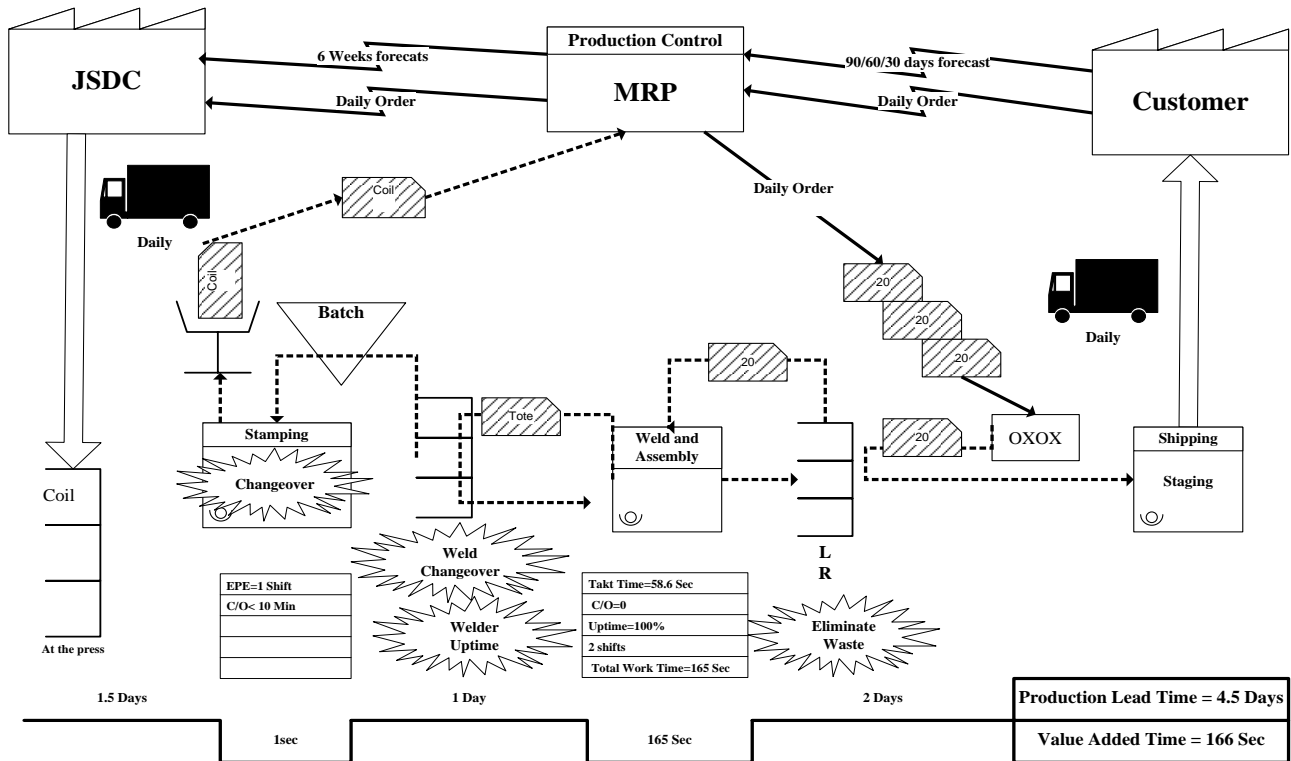 JSDC
6 Weeks forecats
Daily Order
Production Control
MRP
90/60/30 days forecast
Daily Order
Customer
Daily
Coil
Coil
Daily Order
20
20
20
Daily
Batch
20
Tote
Stamping
Changeover
Weld and
Assembly
20
OXOX
Shipping
Staging
Coil
At the press
Weld
Changeover
Welder
Uptime
L
R
Eliminate
Waste
EPE=1 Shift
C/O< 10 Min
Takt Time=58.6 Sec
C/O=0
Uptime=100%
2 shifts
Total Work Time=165 Sec
1.5 Days
1 Day
2 Days
1sec
165 Sec
Production Lead Time = 4.5 Days
Value Added Time = 166 Sec